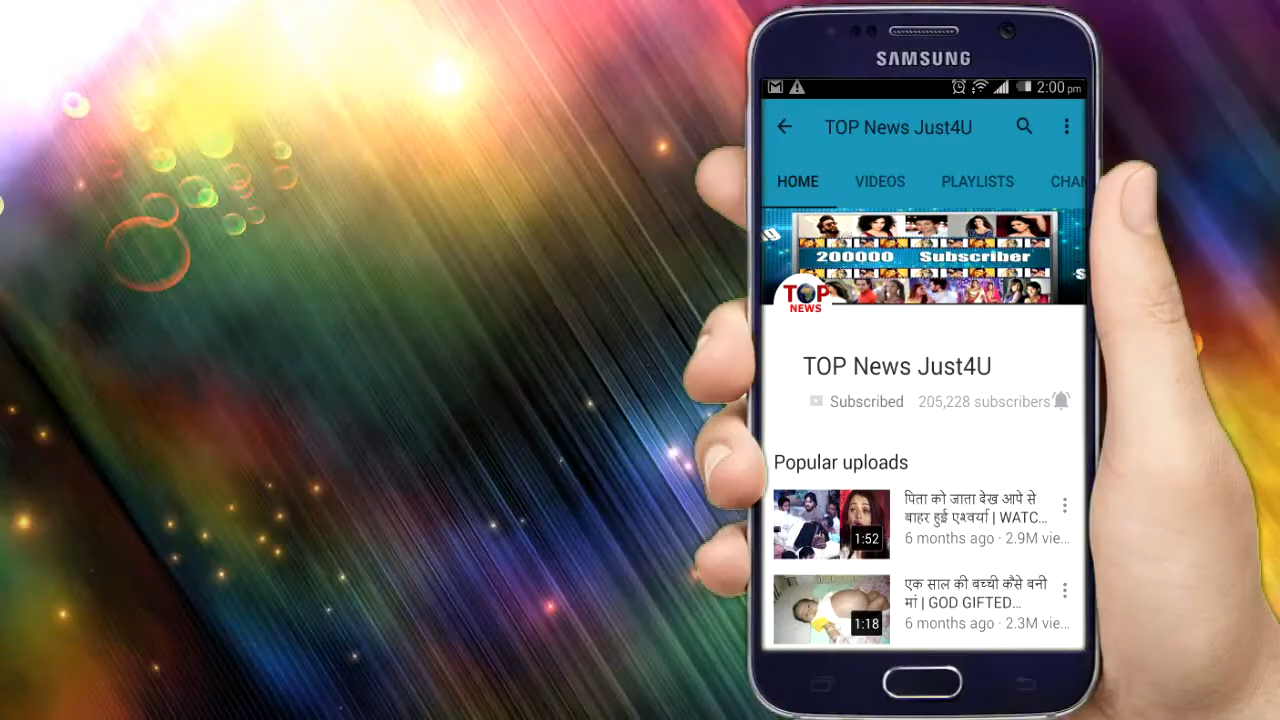 SAMSUNG
2:00 pm
TOP News Just4U
HOME VIDEOS PLAYLISTS CHAN
200000 Subscriber
TOP
NEWS
TOP News Just4U
Subscribed 205,228 subscribers
Popular uploads
पिता को जाता देख आपे से
बाहर हुई एश्वर्या | WATC...
6 months ago · 2.9M vie...
1:52
एक साल की बच्ची कैसे बनी
मां | GOD GIFTED...
6 months ago · 2.3M vie...
1:18